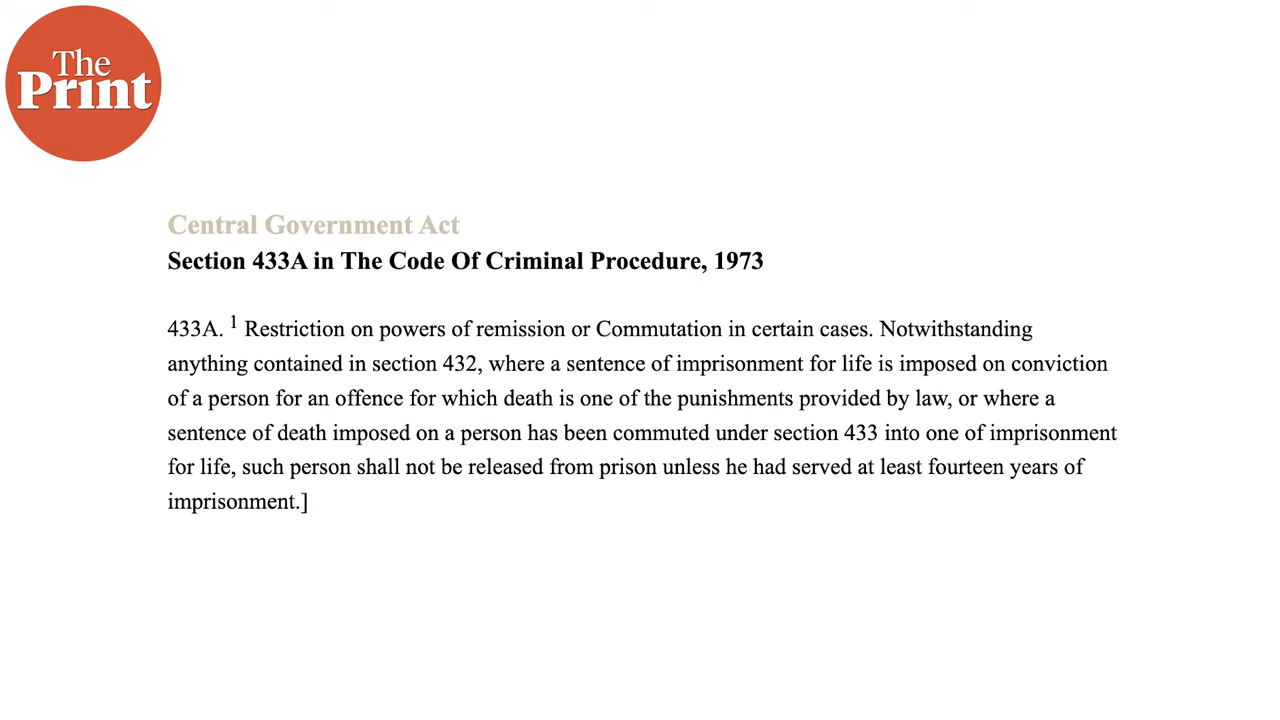 The
Print
Central Government Act
Section 433A in The Code Of Criminal Procedure, 1973
433A. 1 Restriction on powers of remission or Commutation in certain cases. Notwithstanding
anything contained in section 432, where a sentence of imprisonment for life is imposed on conviction
of a person for an offence for which death is one of the punishments provided by law, or where a
sentence of death imposed on a person has been commuted under section 433 into one of imprisonment
for life, such person shall not be released from prison unless he had served at least fourteen years of
imprisonment.]